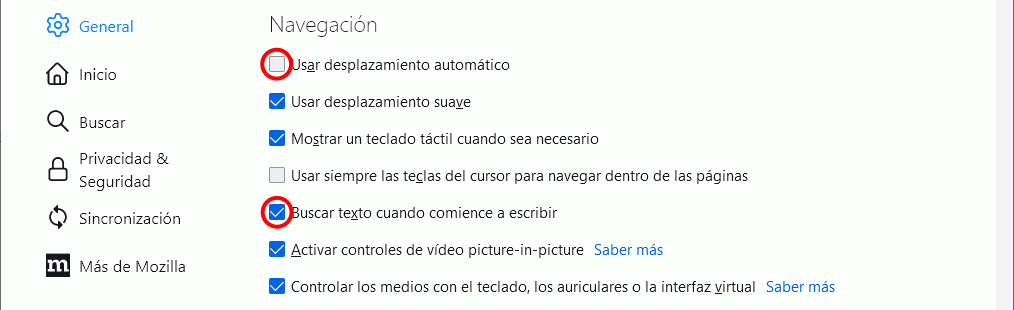 General
Inicio
Buscar
Privacidad &
Seguridad
Sincronización
m
Más de Mozilla
Navegación
Usar desplazamiento automático
Usar desplazamiento suave
Mostrar un teclado táctil cuando sea necesario
Usar siempre las teclas del cursor para navegar dentro de las páginas
Buscar texto cuando comience a escribir
Activar controles de vídeo picture-in-picture Saber más
Controlar los medios con el teclado, los auriculares o la interfaz virtual Saber más